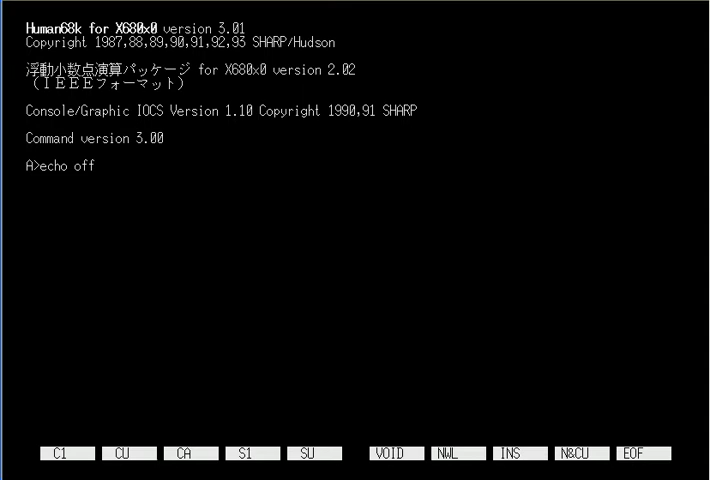 Human68k for X680x0 version 3.01
Copyright 1987,88,89,90,91,92,93 SHARP/Hudson
浮動小数点演算パッケージ for X680x0 version 2.02
（ＩＥＥＥフォーマット）
Console/Graphic IOCS Version 1.10 Copyright 1990,91 SHARP
Command version 3.00
A>echo off
C1 CU CA S1 SU VOID NWL INS N&CU EOF